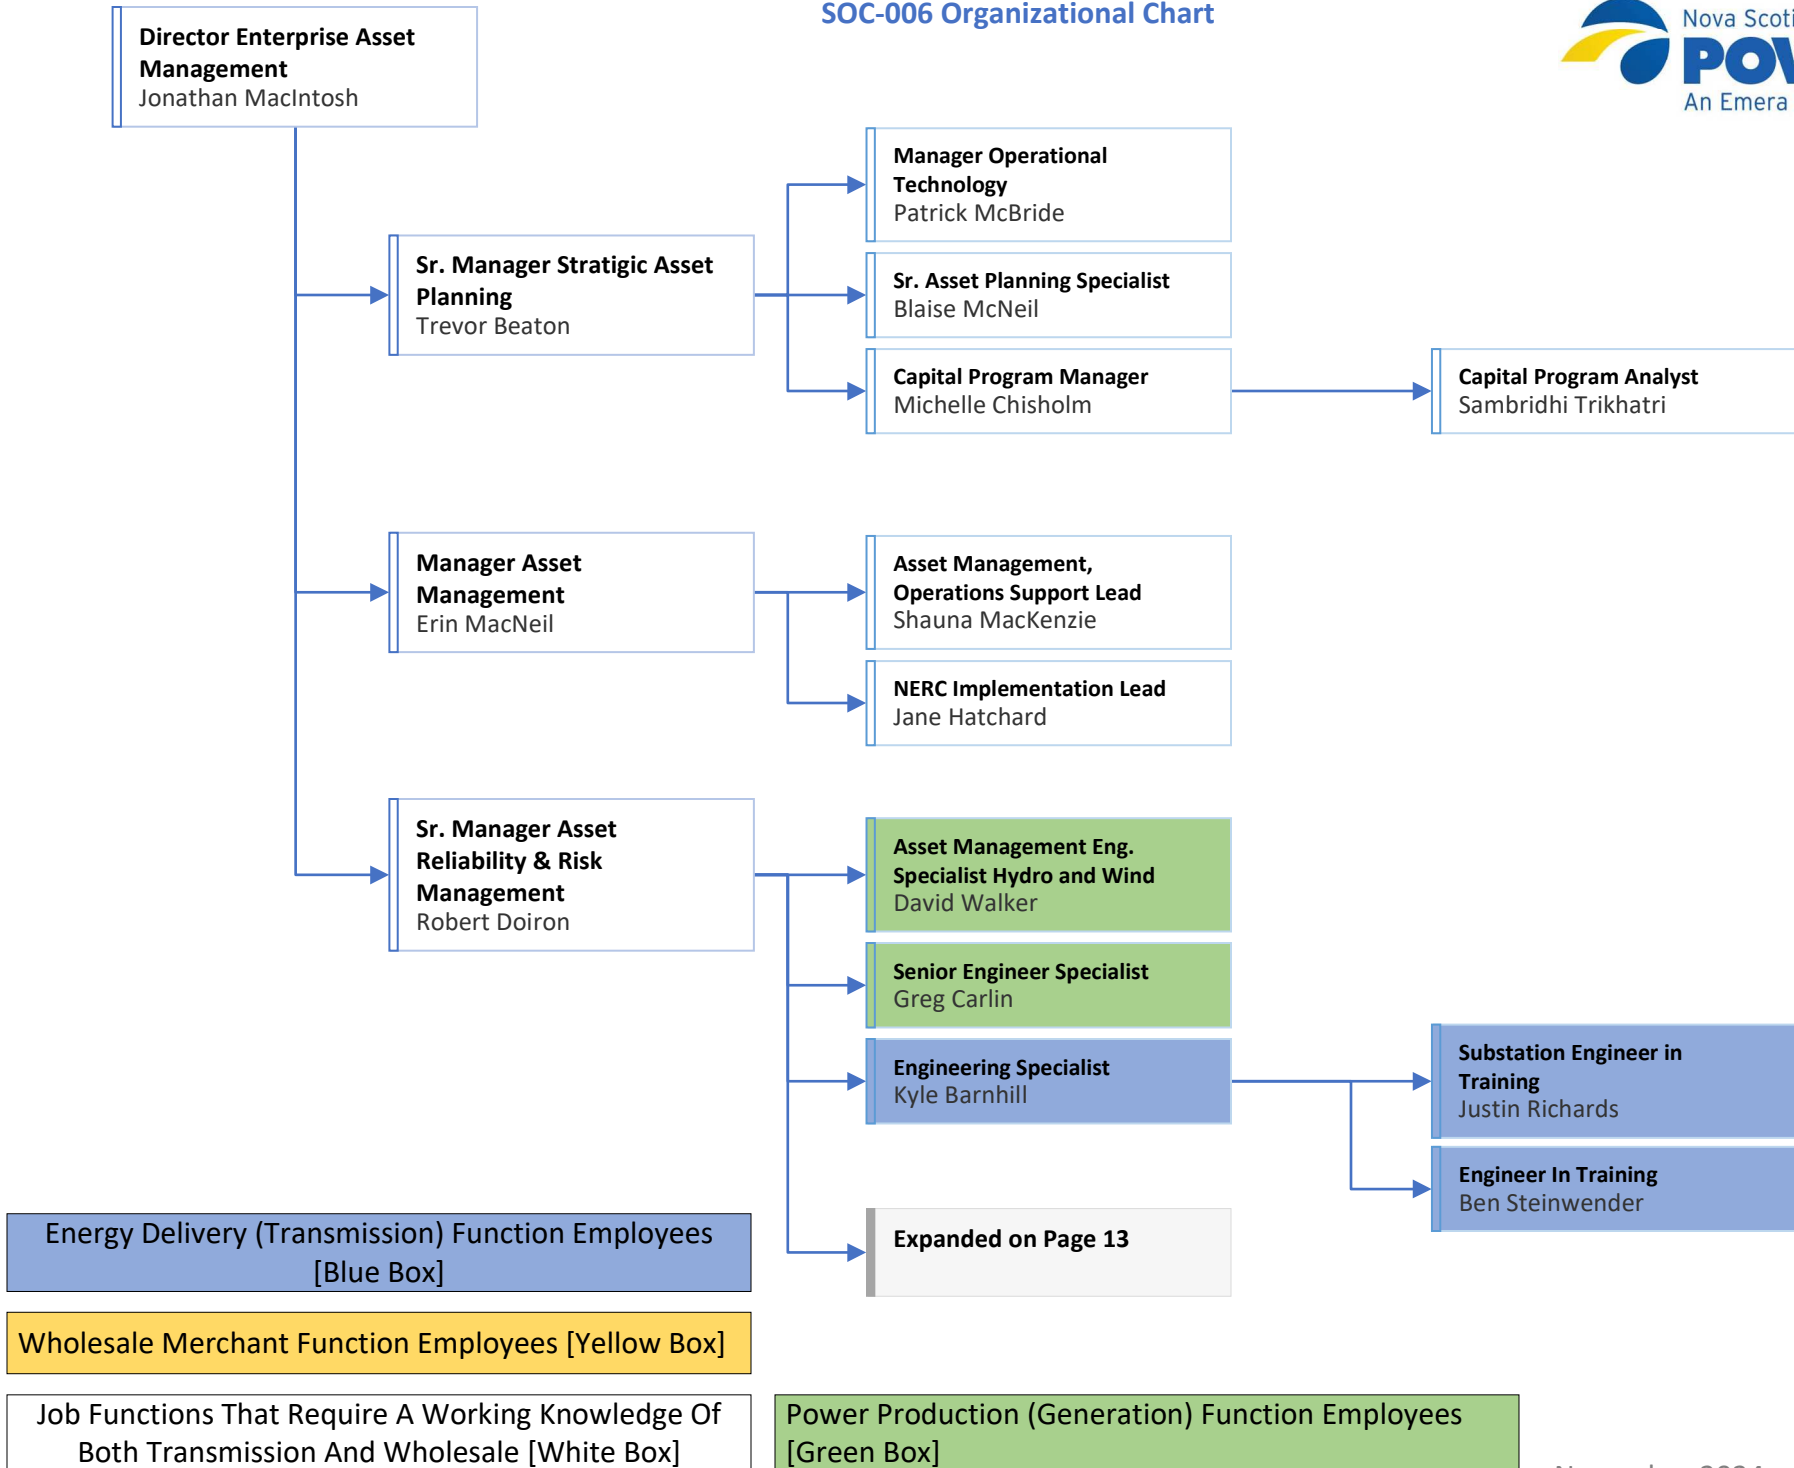 SOC-006 Organizational Chart
Nova Scoti
POW
An Emera
Director Enterprise Asset
Management
Jonathan MacIntosh
Manager Operational
Technology
Patrick McBride
Sr. Manager Stratigic Asset
Planning
Trevor Beaton
Sr. Asset Planning Specialist
Blaise McNeil
Capital Program Manager
Michelle Chisholm
Capital Program Analyst
Sambridhi Trikhatri
Manager Asset
Management
Erin MacNeil
Asset Management,
Operations Support Lead
Shauna MacKenzie
NERC Implementation Lead
Jane Hatchard
Sr. Manager Asset
Reliability & Risk
Management
Robert Doiron
Asset Management Eng.
Specialist Hydro and Wind
David Walker
Senior Engineer Specialist
Greg Carlin
Engineering Specialist
Kyle Barnhill
Substation Engineer in
Training
Justin Richards
Engineer In Training
Ben Steinwender
Expanded on Page 13
Energy Delivery (Transmission) Function Employees
[Blue Box]
Wholesale Merchant Function Employees [Yellow Box]
Job Functions That Require A Working Knowledge Of
Both Transmission And Wholesale [White Box]
Power Production (Generation) Function Employees
[Green Box]
November 2024